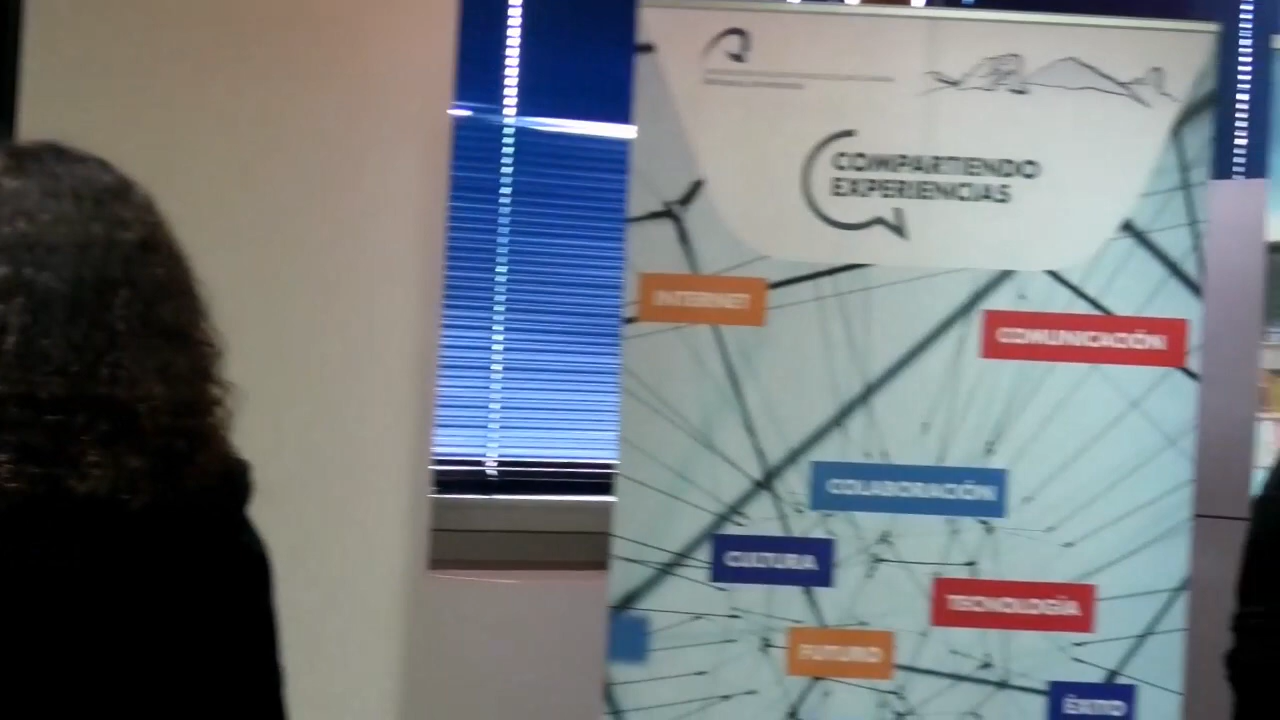 COMPARTIENDO
EXPERIENCIAS
INTERNET
COMUNICACIÓN
COLABORACIÓN
CULTURA
TECNOLOGÍA
FUTURO
ÉXITO